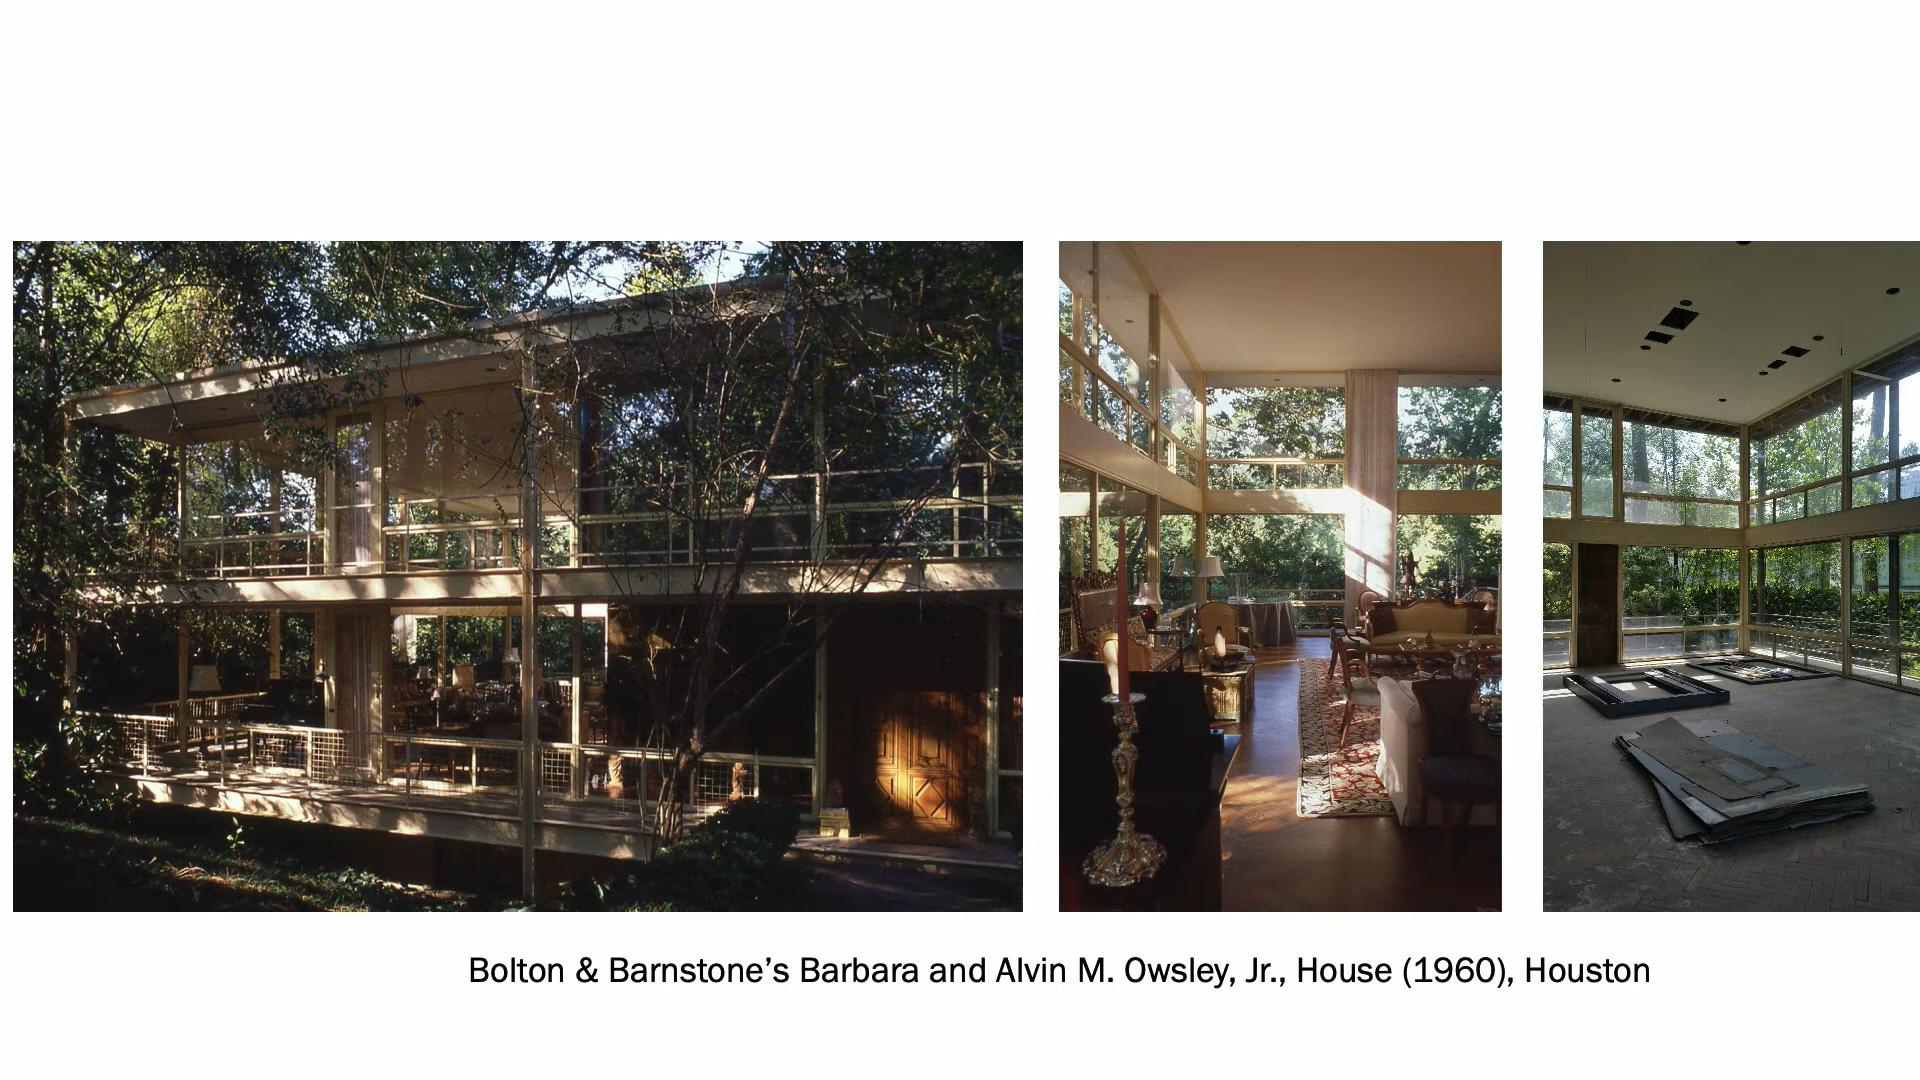 Bolton & Barnstone’s Barbara and Alvin M. Owsley, Jr., House (1960), Houston